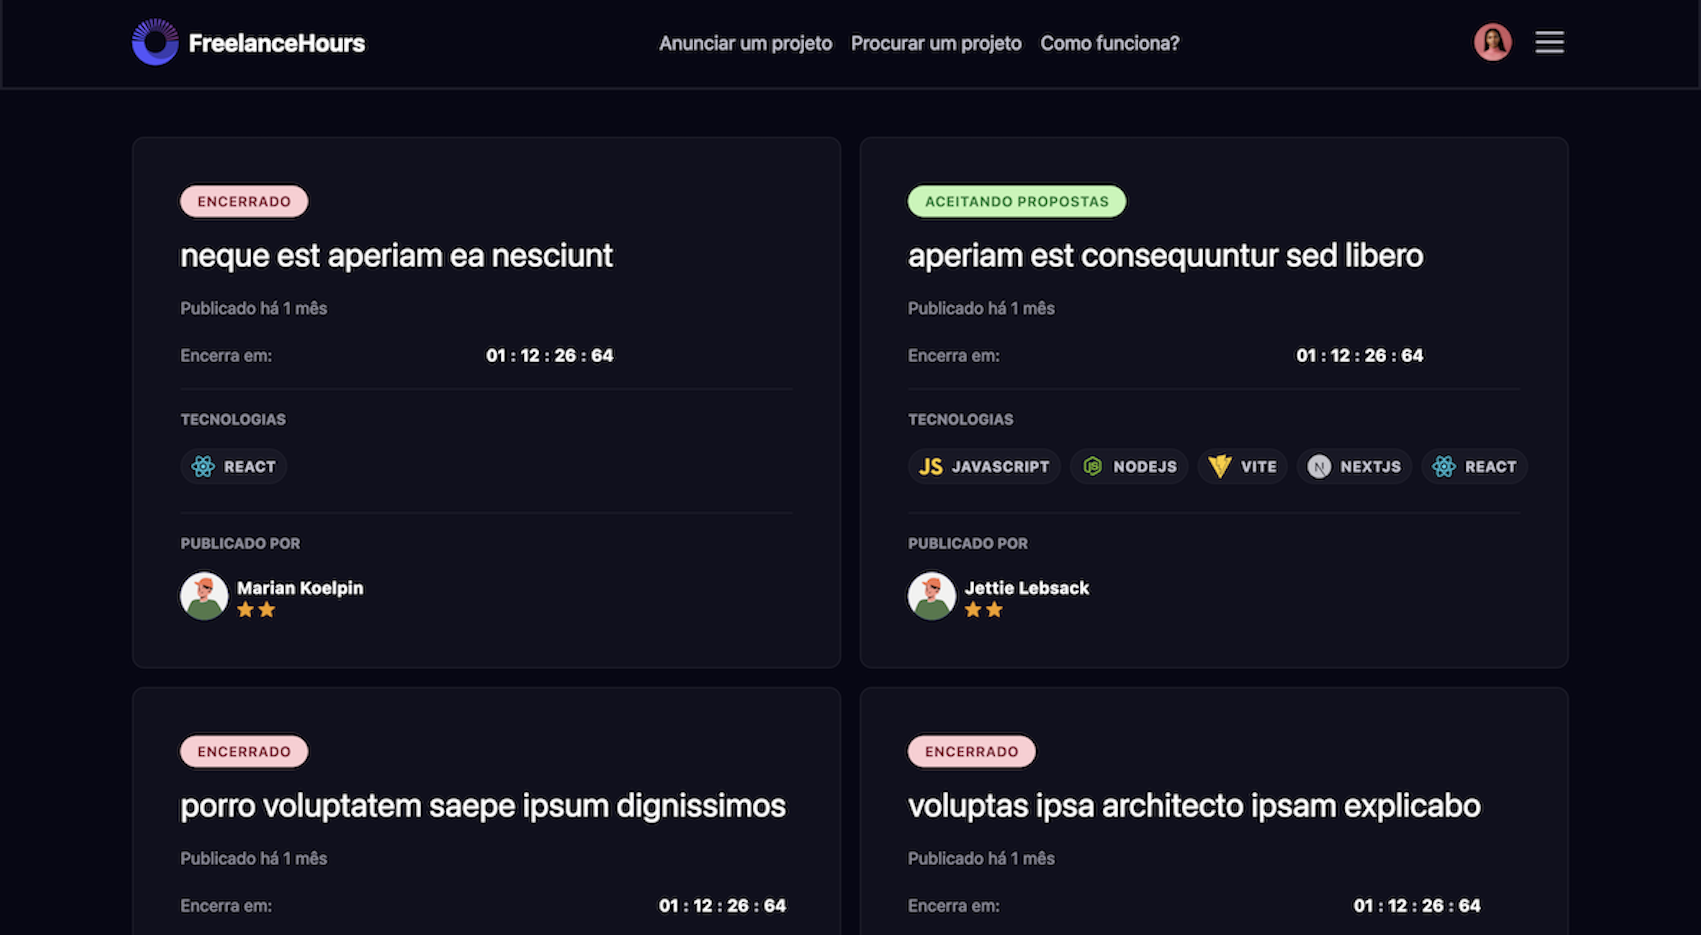 FreelanceHours
Anunciar um projeto Procurar um projeto Como funciona?
ENCERRADO
neque est aperiam ea nesciunt
Publicado há 1 mês
Encerra em: 01 : 12 : 26 : 64
TECNOLOGIAS
REACT
PUBLICADO POR
Marian Koelpin
ACEITANDO PROPOSTAS
aperiam est consequuntur sed libero
Publicado há 1 mês
Encerra em: 01 : 12 : 26 : 64
TECNOLOGIAS
JS JAVASCRIPT JS NODEJS VITE N NEXTJS REACT
PUBLICADO POR
Jettie Lebsack
ENCERRADO
porro voluptatem saepe ipsum dignissimos
Publicado há 1 mês
Encerra em: 01 : 12 : 26 : 64
ENCERRADO
voluptas ipsa architecto ipsam explicabo
Publicado há 1 mês
Encerra em: 01 : 12 : 26 : 64